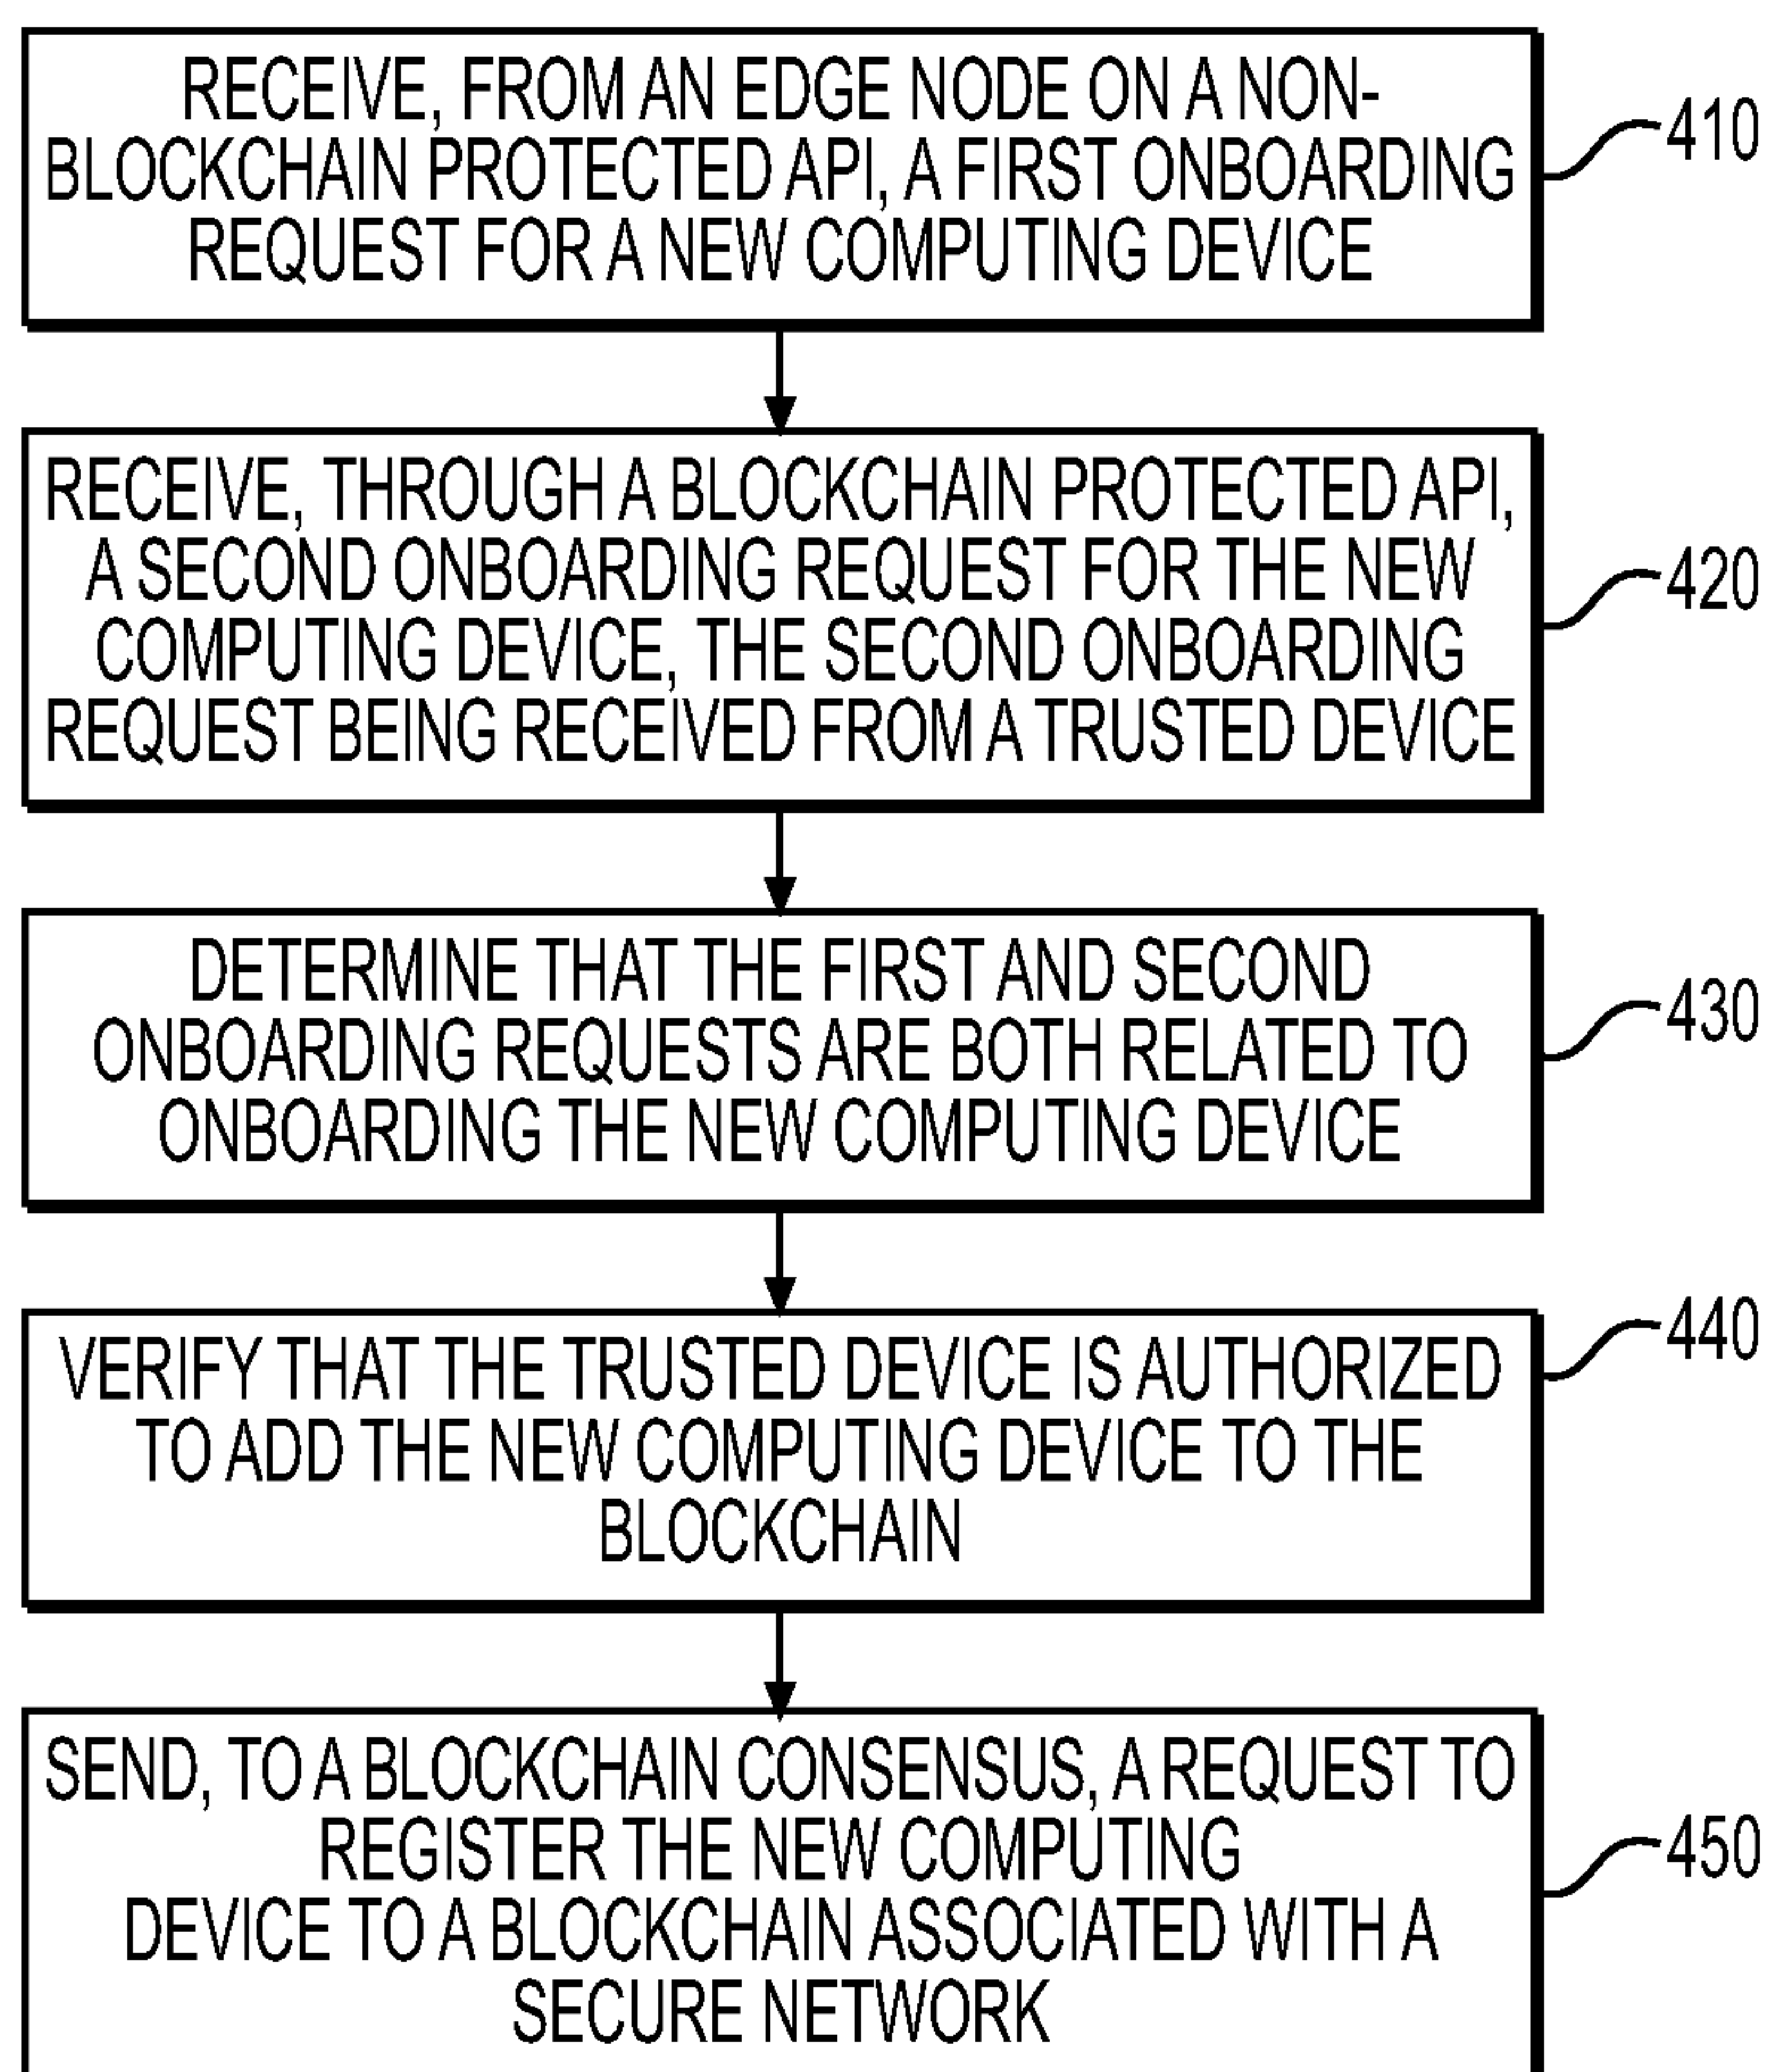 RECEIVE, FROM AN EDGE NODE ON A NON-
BLOCKCHAIN PROTECTED API, A FIRST ONBOARDING
REQUEST FOR A NEW COMPUTING DEVICE
410
RECEIVE, THROUGH A BLOCKCHAIN PROTECTED API,
A SECOND ONBOARDING REQUEST FOR THE NEW
COMPUTING DEVICE, THE SECOND ONBOARDING
REQUEST BEING RECEIVED FROM A TRUSTED DEVICE
420
DETERMINE THAT THE FIRST AND SECOND
ONBOARDING REQUESTS ARE BOTH RELATED TO
ONBOARDING THE NEW COMPUTING DEVICE
430
VERIFY THAT THE TRUSTED DEVICE IS AUTHORIZED
TO ADD THE NEW COMPUTING DEVICE TO THE
BLOCKCHAIN
440
SEND, TO A BLOCKCHAIN CONSENSUS, A REQUEST TO
REGISTER THE NEW COMPUTING
DEVICE TO A BLOCKCHAIN ASSOCIATED WITH A
SECURE NETWORK
450